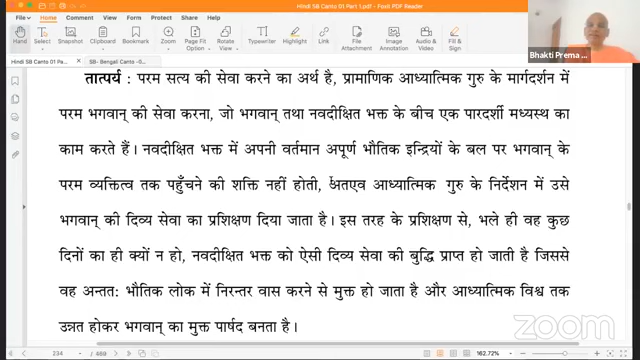 Hindi SB Canto 01 Part 1.pdf - Foxit PDF Reader
Home Comment View Form Protect
Hand Select Snapshot Clipboard Bookmark Zoom Page Fit Option Rotate View Typewriter Highlight Link File Attachment Image Annotation Audio & Video Fill & Sign
Bhakti Prema
Hindi SB Canto 01 Part... SB- Bengali Canto -0...
तात्पर्य : परम सत्य की सेवा करने का अर्थ है, प्रामाणिक आध्यात्मिक गुरु के मार्गदर्शन में
परम भगवान् की सेवा करना, जो भगवान् तथा नवदीक्षित भक्त के बीच एक पारदर्शी मध्यस्थ का
काम करते हैं। नवदीक्षित भक्त में अपनी वर्तमान अपूर्ण भौतिक इन्द्रियों के बल पर भगवान् के
परम व्यक्तित्व तक पहुँचने की शक्ति नहीं होती, अतएव आध्यात्मिक गुरु के निर्देशन में उसे
भगवान् की दिव्य सेवा का प्रशिक्षण दिया जाता है। इस तरह के प्रशिक्षण से, भले ही वह कुछ
दिनों का ही क्यों न हो, नवदीक्षित भक्त को ऐसी दिव्य सेवा की बुद्धि प्राप्त हो जाती है जिससे
वह अन्तत: भौतिक लोक में निरन्तर वास करने से मुक्त हो जाता है और आध्यात्मिक विश्व तक
उन्नत होकर भगवान् का मुक्त पार्षद बनता है।
zoom
234 / 489 162.72%